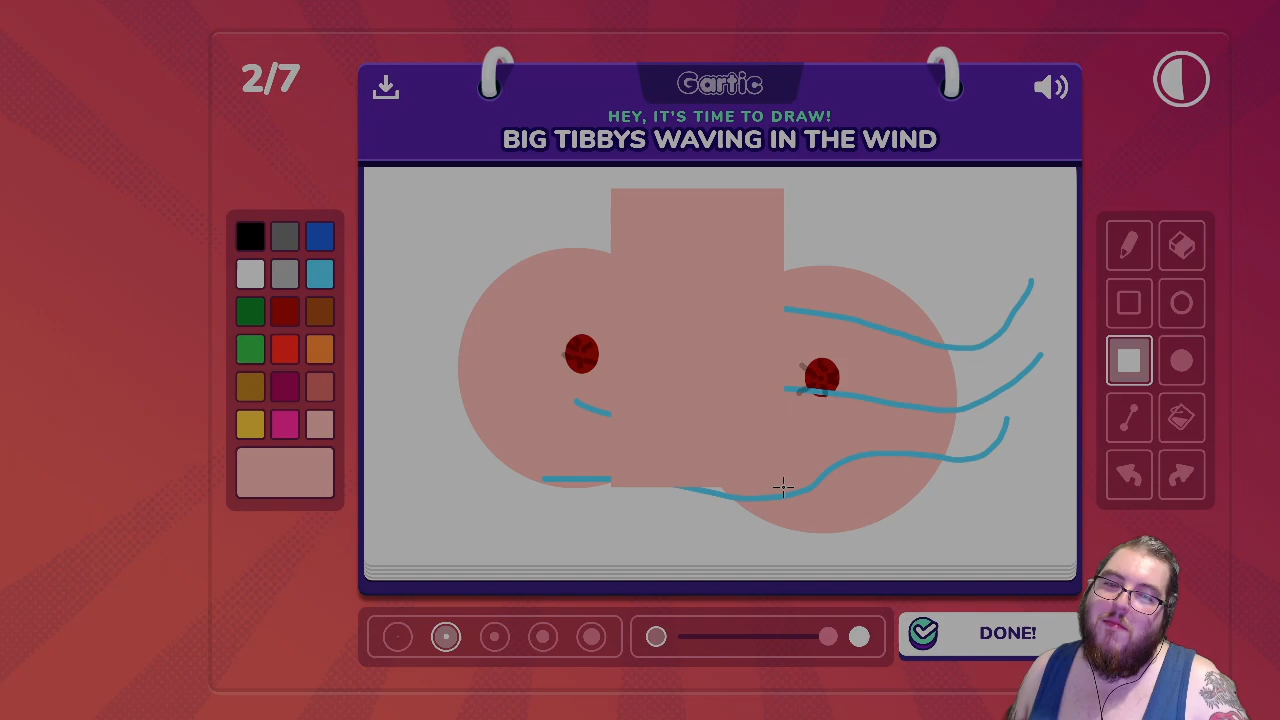 2/7
Gartic
HEY, IT'S TIME TO DRAW!
BIG TIBBYS WAVING IN THE WIND
DONE!